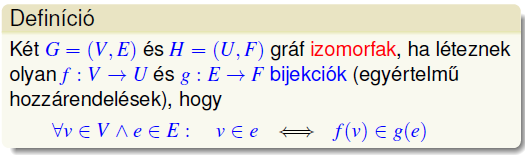 Definíció
Két G = (V, E) és H = (U, F) gráf izomorfak, ha léteznek
olyan f : V → U és g : E → F bijekciók (egyértelmű
hozzárendelések), hogy
∀v ∈ V ∧ e ∈ E : v ∈ e ⟺ f(v) ∈ g(e)